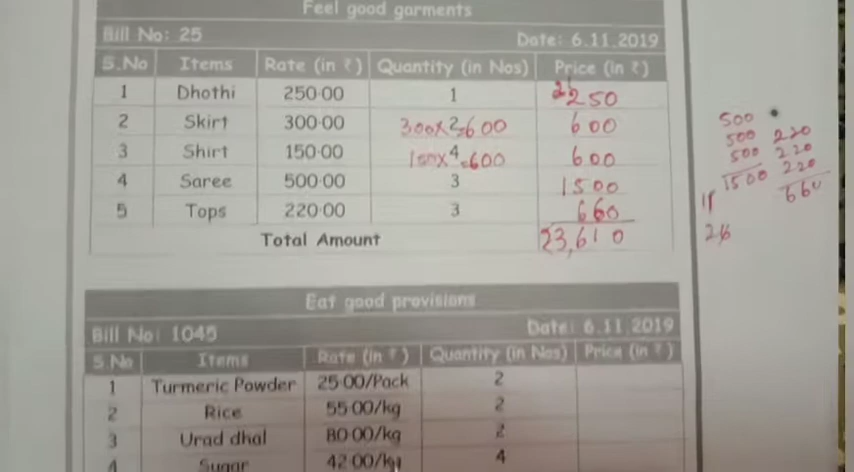 Feel good garments
Bill No: 25 Date: 6.11.2019
S.No Items Rate (in ₹) Quantity (in Nos) Price (in ₹)
1 Dhothi 250.00 1 250
2 Skirt 300.00 300x2=600 600
3 Shirt 150.00 150x4=600 600
4 Saree 500.00 3 1500
5 Tops 220.00 3 660
Total Amount 3,610
500
500 220
500 220
1500 220
660
Eat good provisions
Bill No: 1045 Date: 6.11.2019
S.No Items Rate (in ₹) Quantity (in Nos) Price (in ₹)
1 Turmeric Powder 25.00/Pack 2
2 Rice 55.00/kg 2
3 Urad dhal 80.00/kg 2
4 Sugar 42.00/kg 4